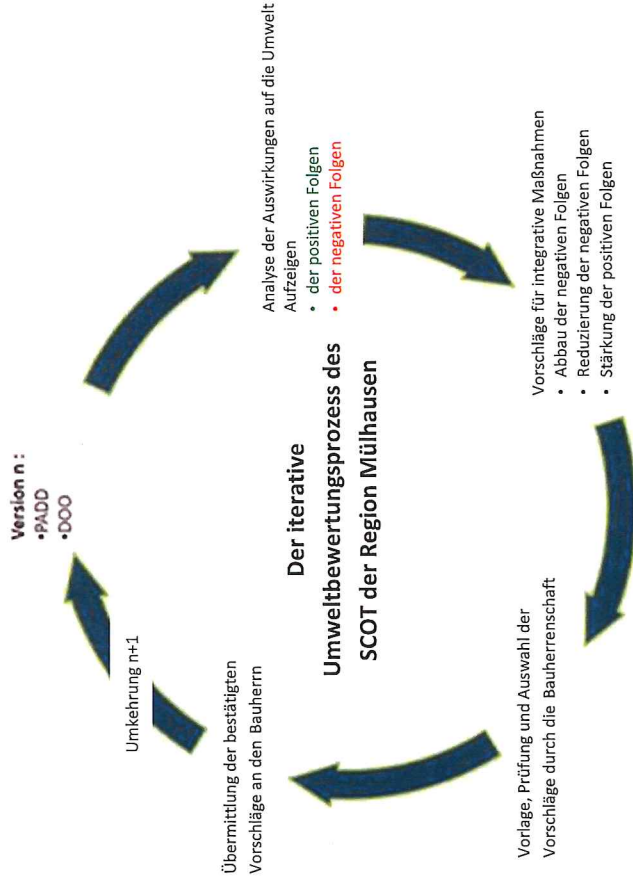 Version n :
•PADD
•DOO
Analyse der Auswirkungen auf die Umwelt
Aufzeigen
• der positiven Folgen
• der negativen Folgen
Vorschläge für integrative Maßnahmen
• Abbau der negativen Folgen
• Reduzierung der negativen Folgen
• Stärkung der positiven Folgen
Vorlage, Prüfung und Auswahl der
Vorschläge durch die Bauherrenschaft
Übermittlung der bestätigten
Vorschläge an den Bauherrn
Umkehrung n+1
Der iterative
Umweltbewertungsprozess des
SCOT der Region Mülhausen